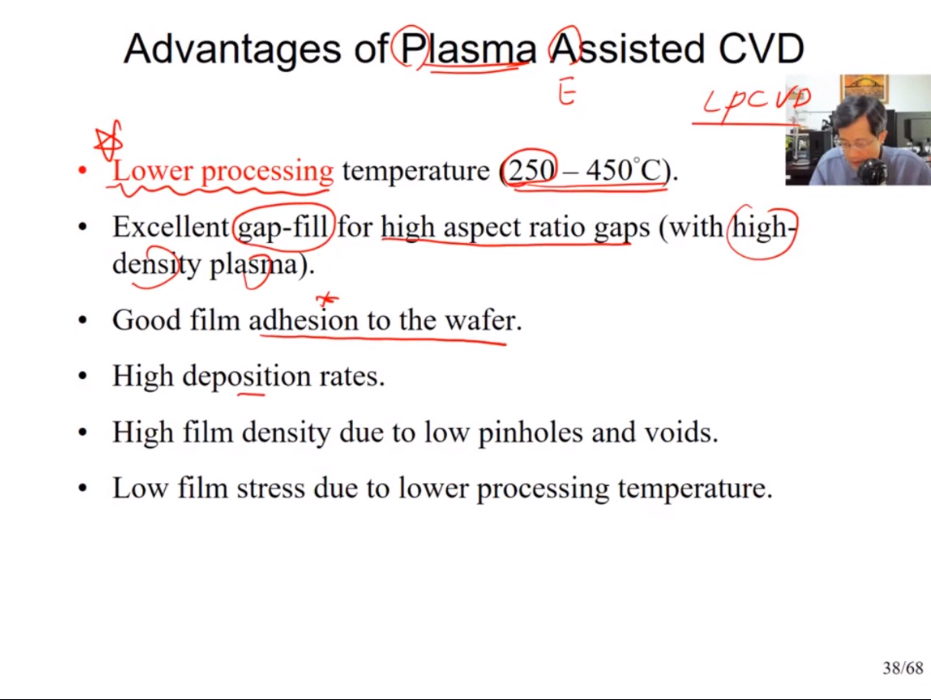 Advantages of Plasma Assisted CVD
E
LPCVD
• Lower processing temperature (250 – 450°C).
• Excellent gap-fill for high aspect ratio gaps (with high-
density plasma).
• Good film adhesion to the wafer.
• High deposition rates.
• High film density due to low pinholes and voids.
• Low film stress due to lower processing temperature.
38/68